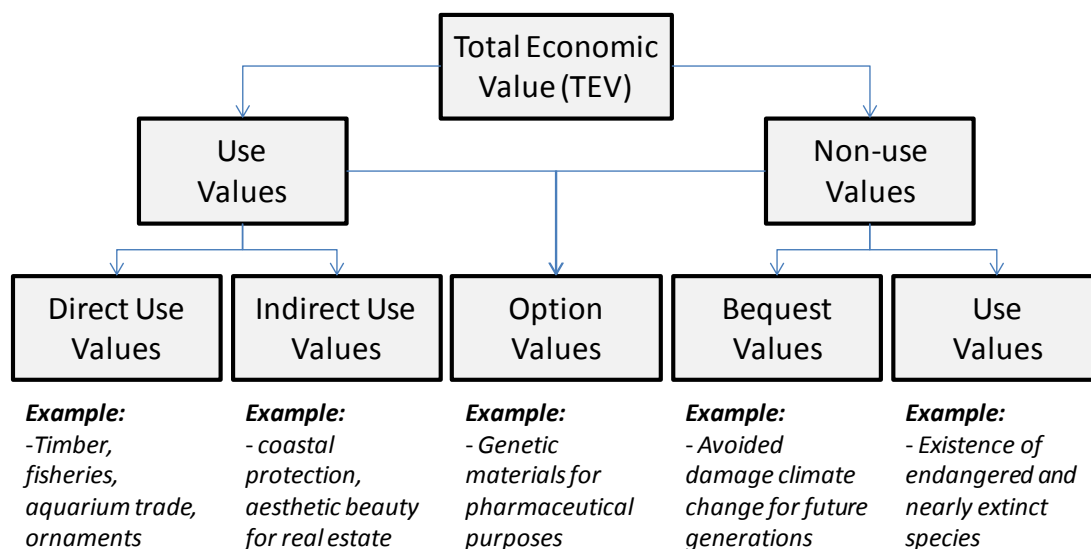 Total Economic
Value (TEV)
Use
Values
Non-use
Values
Direct Use
Values
Indirect Use
Values
Option
Values
Bequest
Values
Use
Values
Example:
-Timber,
fisheries,
aquarium trade,
ornaments
Example:
- coastal
protection,
aesthetic beauty
for real estate
Example:
- Genetic
materials for
pharmaceutical
purposes
Example:
- Avoided
damage climate
change for future
generations
Example:
- Existence of
endangered and
nearly extinct
species